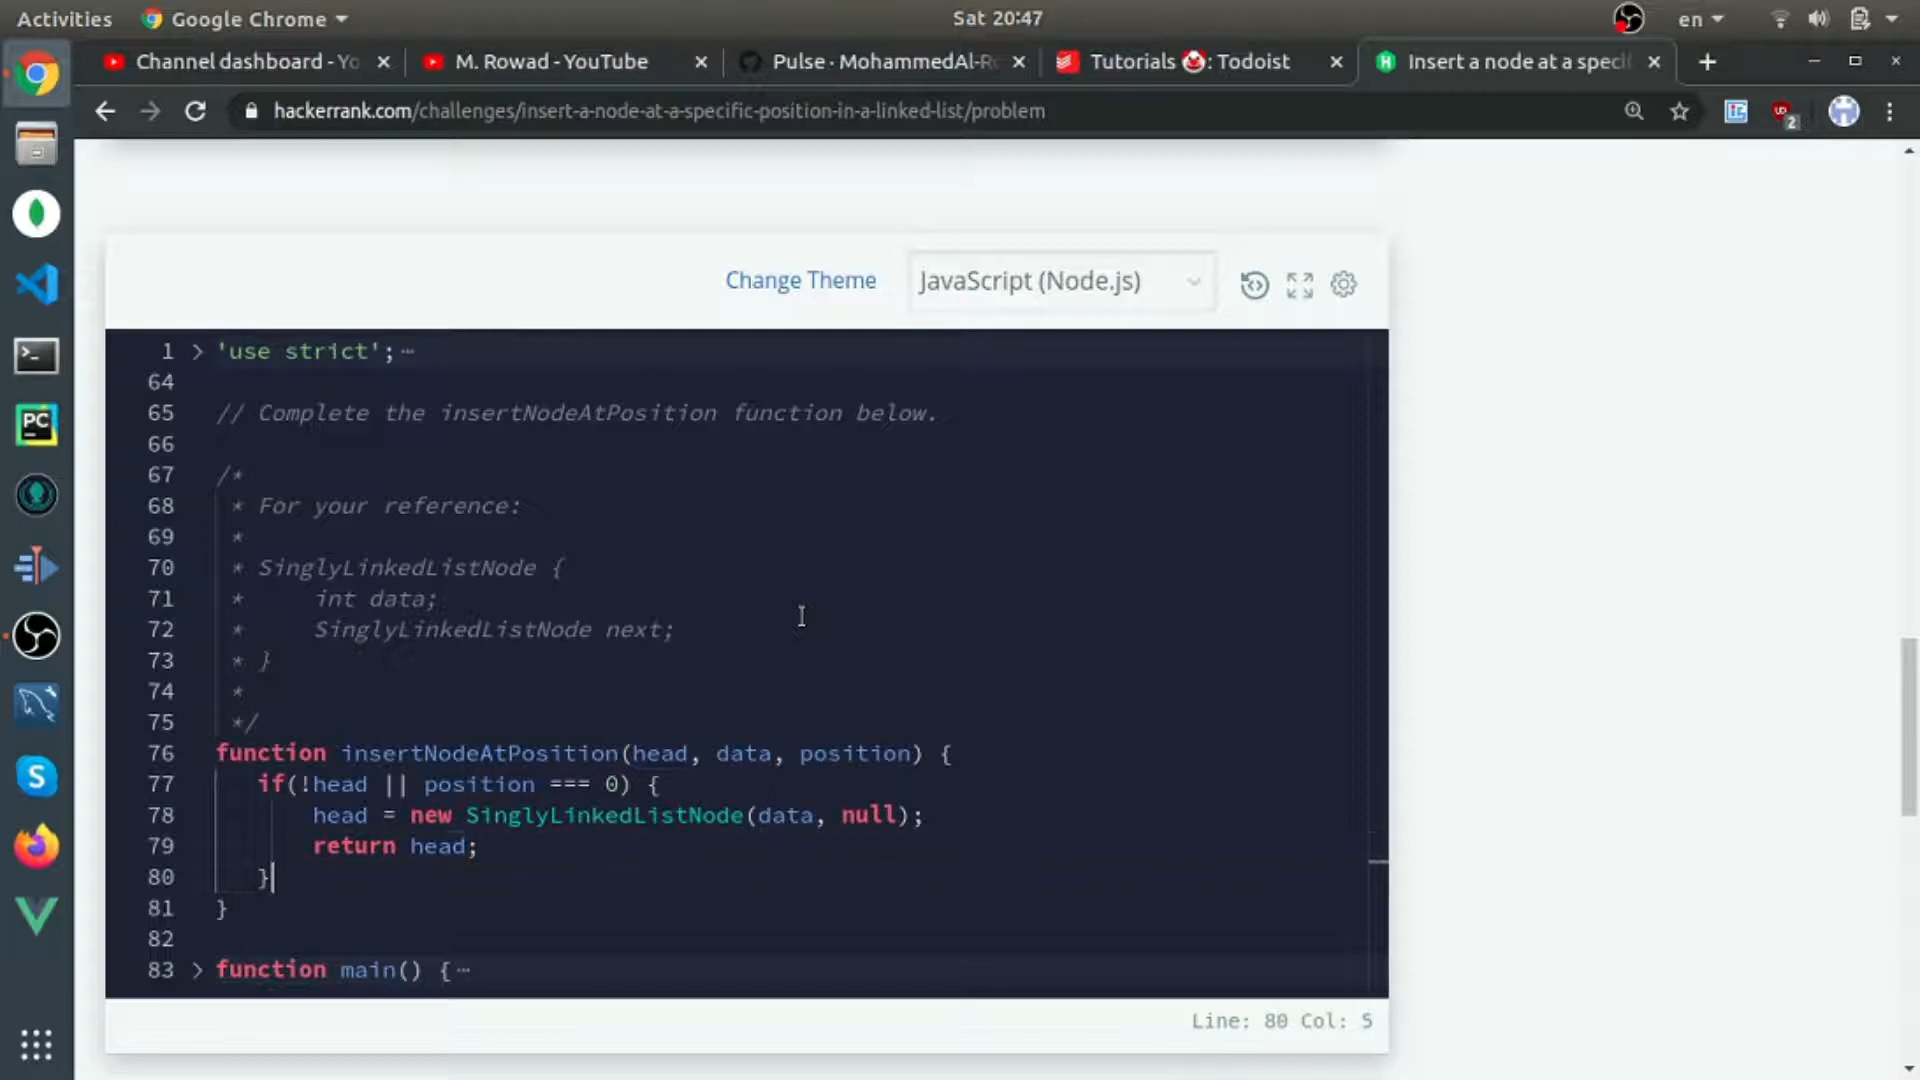 Activities
Google Chrome
Sat 20:47
en
Channel dashboard - Yo
M. Rowad - YouTube
Pulse · MohammedAl-R
Tutorials : Todoist
Insert a node at a speci
hackerrank.com/challenges/insert-a-node-at-a-specific-position-in-a-linked-list/problem
2
Change Theme
JavaScript (Node.js)
1 > 'use strict';
64
65 // Complete the insertNodeAtPosition function below.
66
67 /*
68 * For your reference:
69 *
70 * SinglyLinkedListNode {
71 * int data;
72 * SinglyLinkedListNode next;
73 * }
74 *
75 */
76 function insertNodeAtPosition(head, data, position) {
77 if(!head || position === 0) {
78 head = new SinglyLinkedListNode(data, null);
79 return head;
80 }
81 }
82
83 > function main() {
Line: 80 Col: 5
PC
S